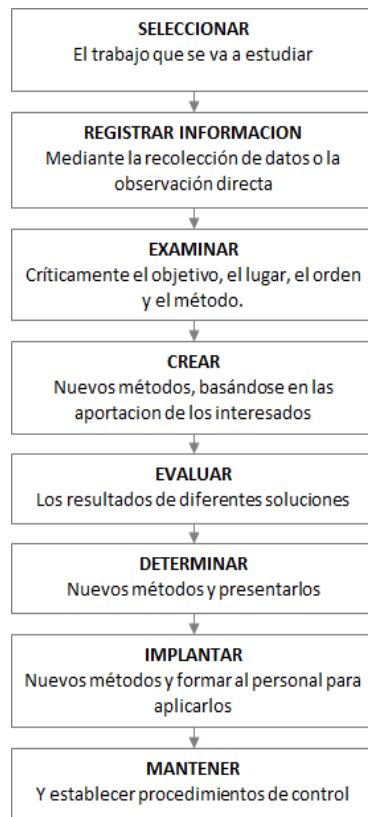 SELECCIONAR
El trabajo que se va a estudiar
REGISTRAR INFORMACION
Mediante la recolección de datos o la
observación directa
EXAMINAR
Críticamente el objetivo, el lugar, el orden
y el método.
CREAR
Nuevos métodos, basándose en las
aportacion de los interesados
EVALUAR
Los resultados de diferentes soluciones
DETERMINAR
Nuevos métodos y presentarlos
IMPLANTAR
Nuevos métodos y formar al personal para
aplicarlos
MANTENER
Y establecer procedimientos de control